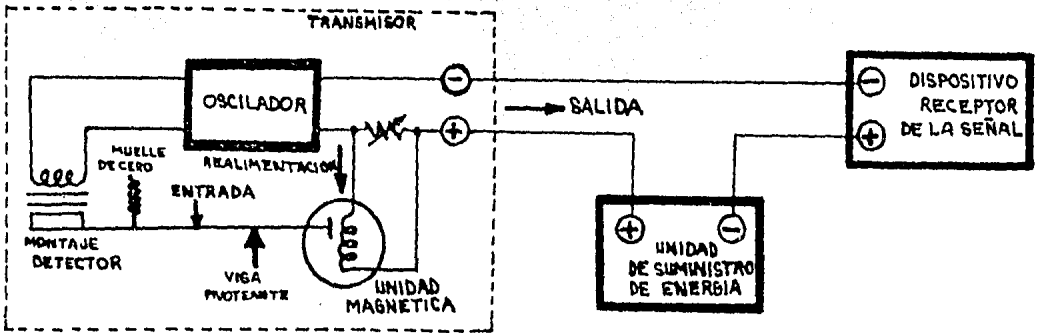 TRANSMISOR
OSCILADOR
REALIMENTACION
MUELLE
DE CERO
ENTRADA
MONTAJE
DETECTOR
VIGA
PIVOTEANTE
UNIDAD
MAGNETICA
−
+
SALIDA
−
+
DISPOSITIVO
RECEPTOR
DE LA SEÑAL
+
−
UNIDAD
DE SUMINISTRO
DE ENERGIA